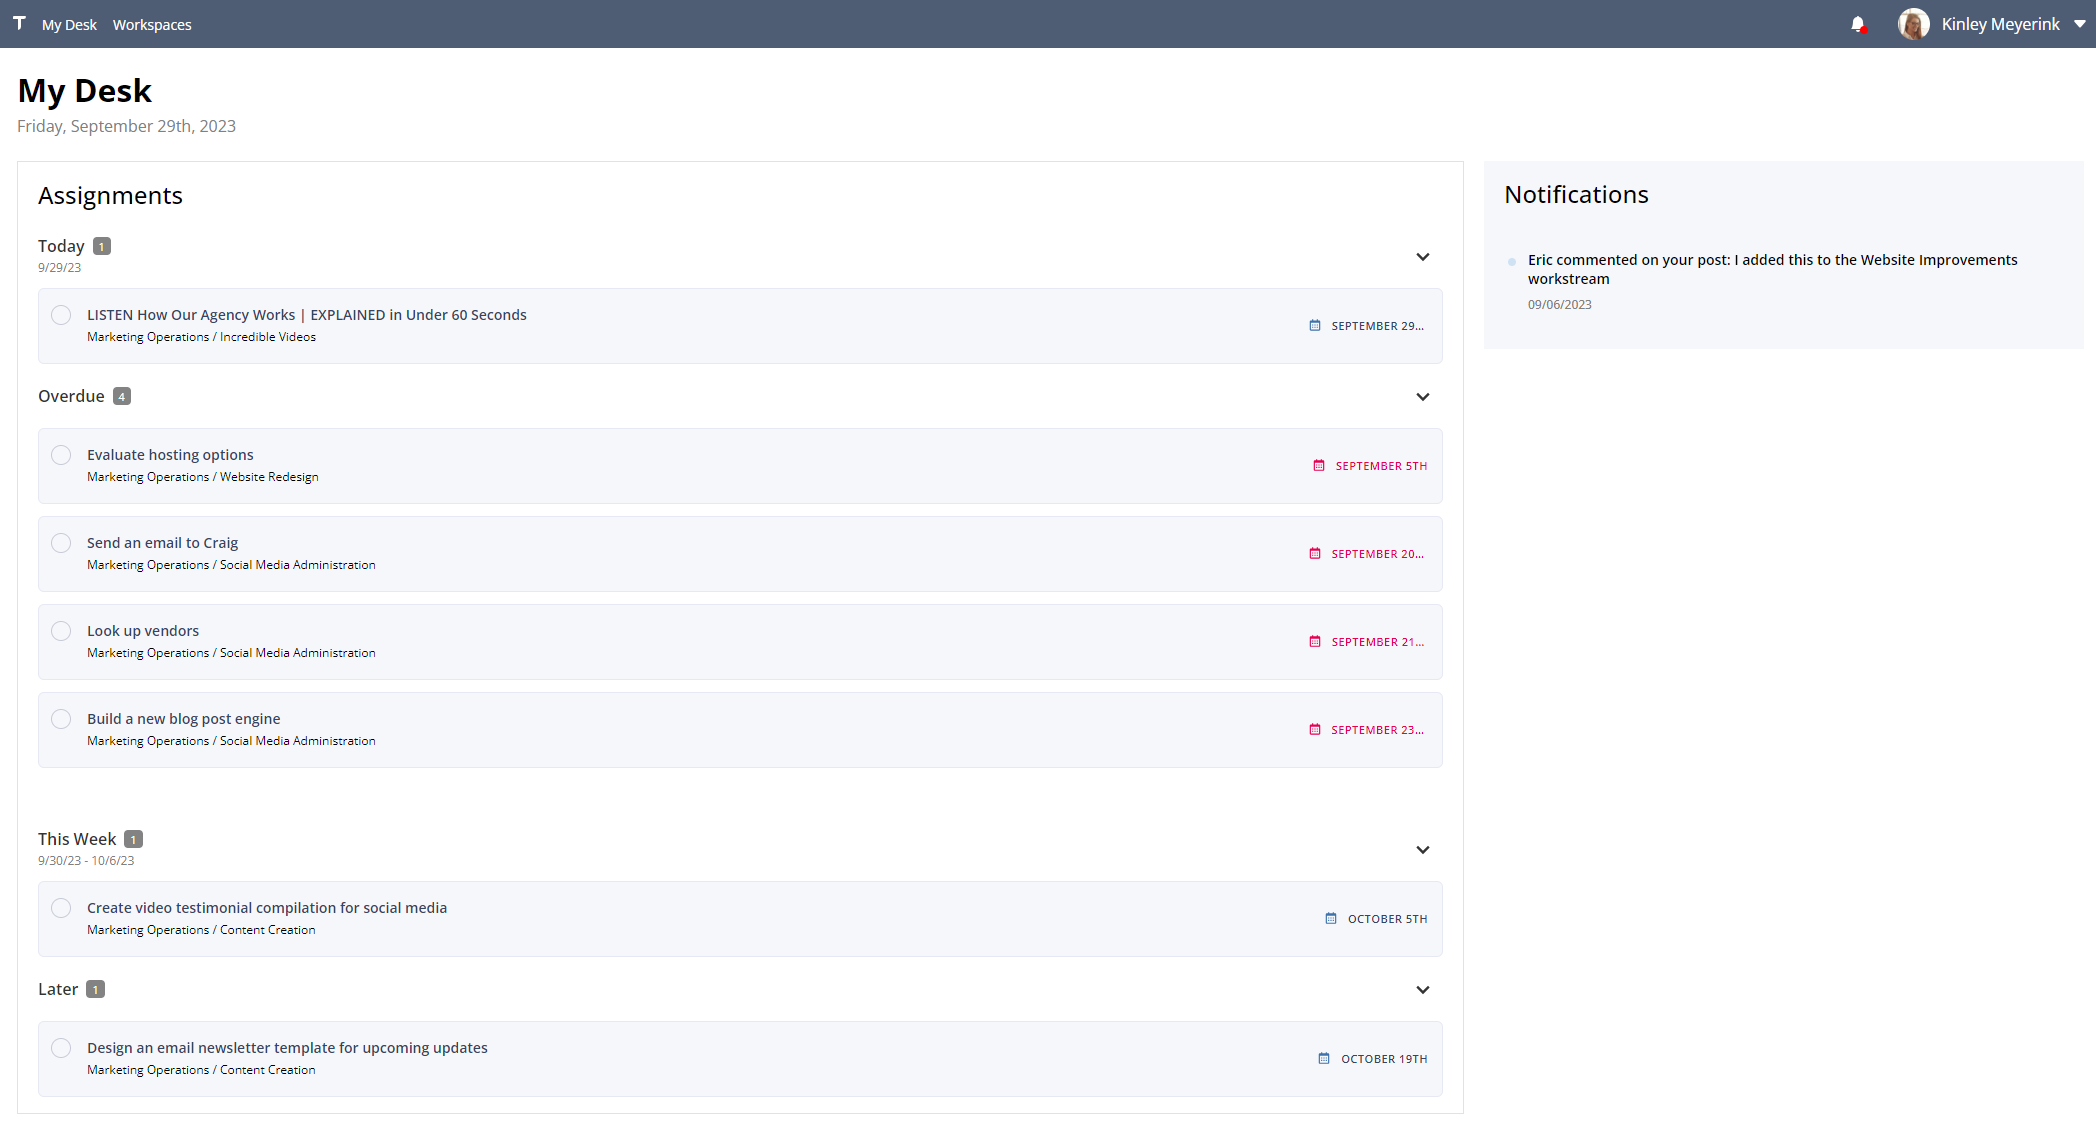 T My Desk Workspaces Kinley Meyerink
My Desk
Friday, September 29th, 2023
Assignments
Today 1
9/29/23
LISTEN How Our Agency Works | EXPLAINED in Under 60 Seconds
Marketing Operations / Incredible Videos
SEPTEMBER 29...
Overdue 4
Evaluate hosting options
Marketing Operations / Website Redesign
SEPTEMBER 5TH
Send an email to Craig
Marketing Operations / Social Media Administration
SEPTEMBER 20...
Look up vendors
Marketing Operations / Social Media Administration
SEPTEMBER 21...
Build a new blog post engine
Marketing Operations / Social Media Administration
SEPTEMBER 23...
This Week 1
9/30/23 - 10/6/23
Create video testimonial compilation for social media
Marketing Operations / Content Creation
OCTOBER 5TH
Later 1
Design an email newsletter template for upcoming updates
Marketing Operations / Content Creation
OCTOBER 19TH
Notifications
Eric commented on your post: I added this to the Website Improvements
workstream
09/06/2023